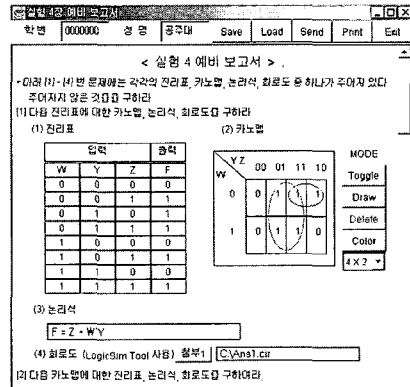 실험 4장 예비 보고서
학 번 0000000 성 명 공주대 Save Load Send Print Exit
< 실험 4 예비 보고서 > .
- 아래 [1] - [4] 번 문제에는 각각의 진리표, 카노맵, 논리식, 회로도 중 하나가 주어져 있다
주어지지 않은 것을 구하라
[1] 다음 진리표에 대한 카노맵, 논리식, 회로도를 구하라
(1) 진리표 (2) 카노맵
입력 출력
W Y Z F
0 0 0 0
0 0 1 1
0 1 0 1
0 1 1 1
1 0 0 0
1 0 1 1
1 1 0 0
1 1 1 1
YZ 00 01 11 10
W
0 0 1 1 1
1 0 1 1 0
MODE
Toggle
Draw
Delete
Color
4 X 2
(3) 논리식
F = Z + W'Y
(4) 회로도 (LogicSim Tool 사용) 첨부1 C:\Ans1.cir
[2] 다음 카노맵에 대한 진리표, 논리식, 회로도를 구하여라.